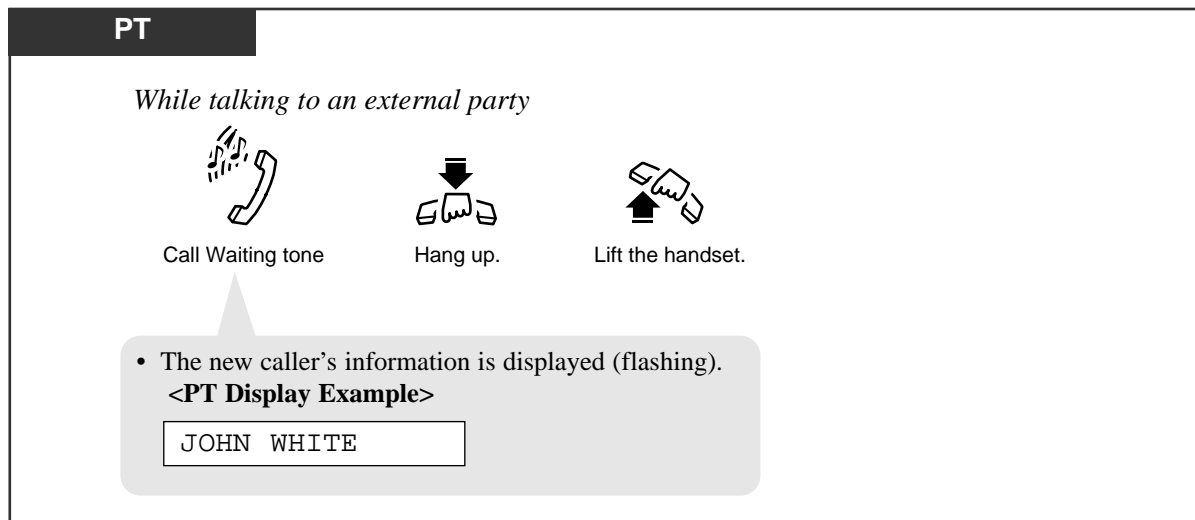 PT
While talking to an external party
Call Waiting tone
Hang up.
Lift the handset.
• The new caller's information is displayed (flashing).
<PT Display Example>
JOHN WHITE